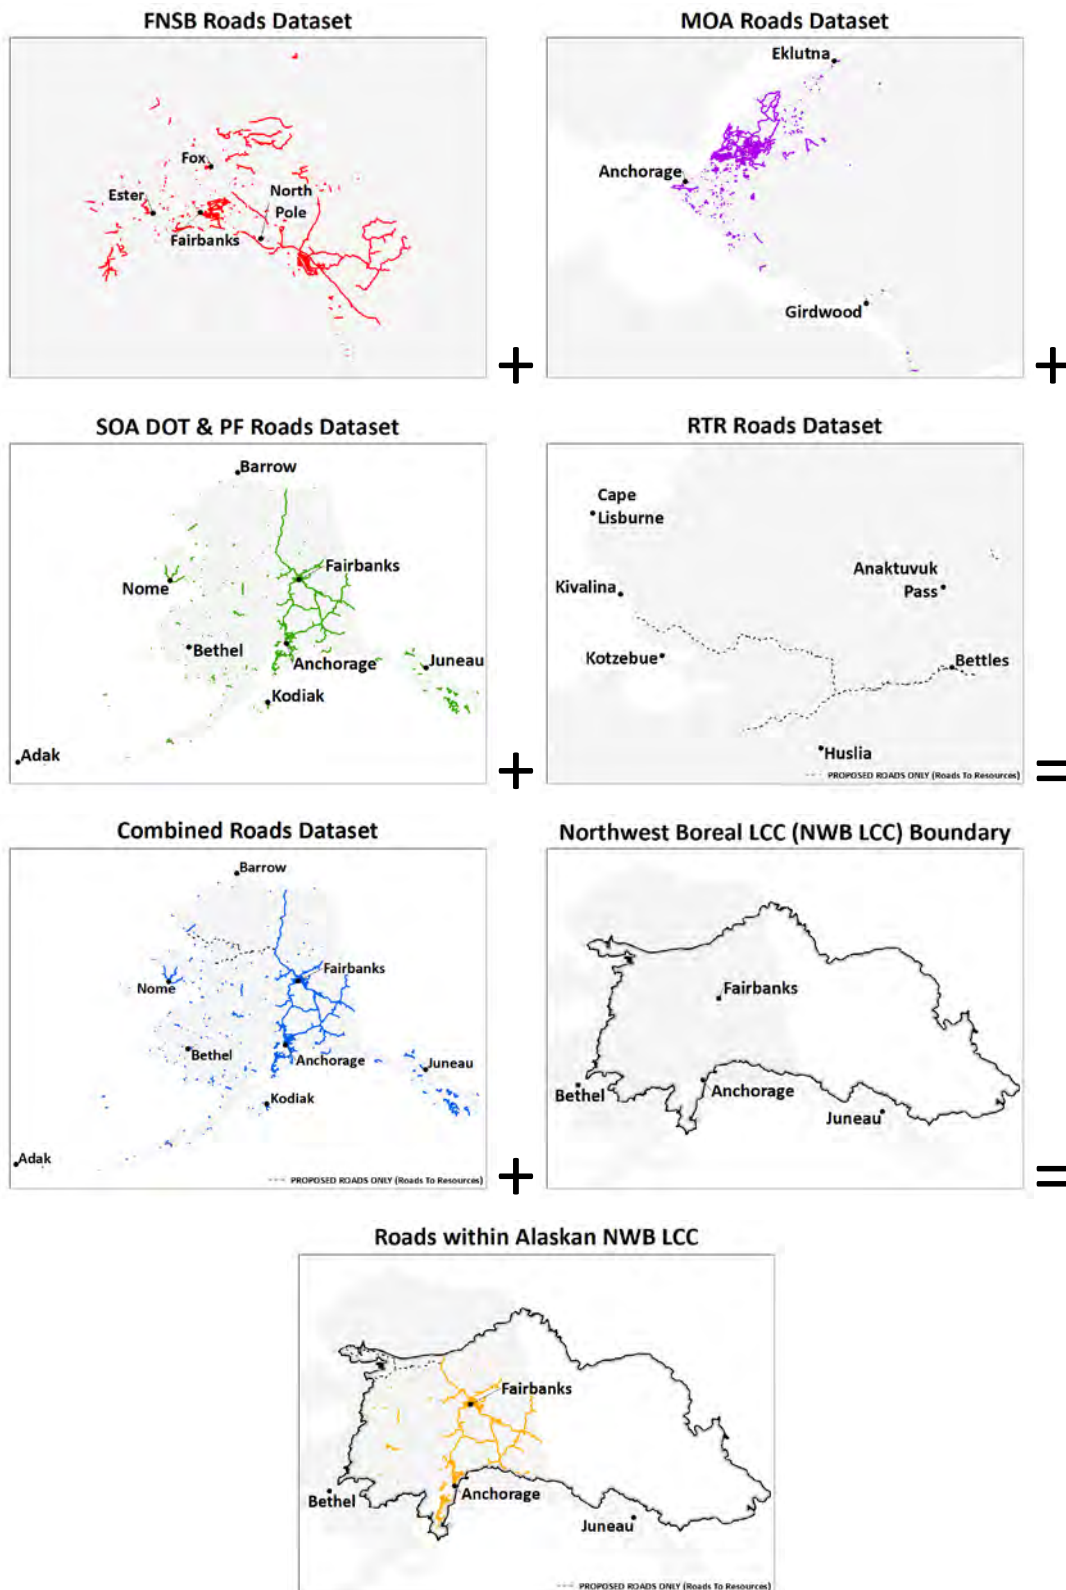 FNSB Roads Dataset
Fox
Ester
North
Pole
Fairbanks
+
MOA Roads Dataset
Eklutna
Anchorage
Girdwood
+
SOA DOT & PF Roads Dataset
Barrow
Fairbanks
Nome
Bethel
Anchorage
Juneau
Kodiak
Adak
+
RTR Roads Dataset
Cape
Lisburne
Anaktuvuk
Pass
Kivalina
Kotzebue
Bettles
Huslia
PROPOSED ROADS ONLY (Roads To Resources)
=
Combined Roads Dataset
Barrow
Fairbanks
Nome
Bethel
Anchorage
Juneau
Kodiak
Adak
PROPOSED ROADS ONLY (Roads To Resources)
+
Northwest Boreal LCC (NWB LCC) Boundary
Fairbanks
Bethel
Anchorage
Juneau
=
Roads within Alaskan NWB LCC
Fairbanks
Bethel
Anchorage
Juneau
PROPOSED ROADS ONLY (Roads To Resources)